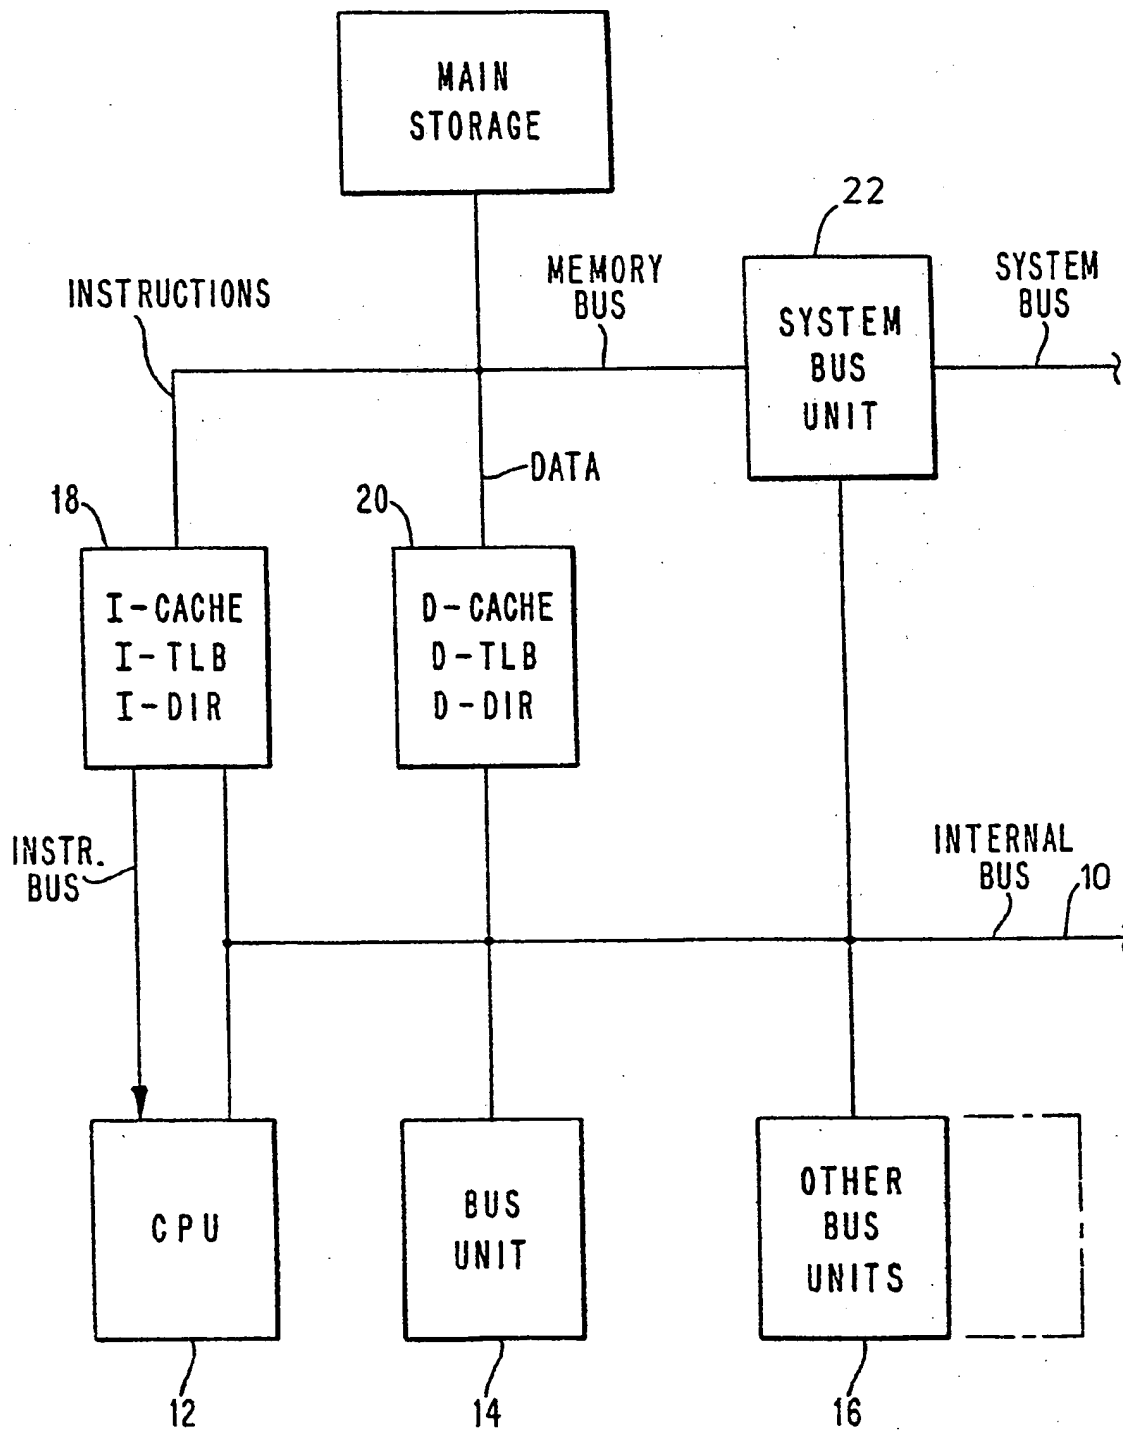 MAIN
STORAGE
22
INSTRUCTIONS
MEMORY
BUS
SYSTEM
BUS
UNIT
SYSTEM
BUS
DATA
18
20
I-CACHE
I-TLB
I-DIR
D-CACHE
D-TLB
D-DIR
INSTR.
BUS
INTERNAL
BUS
10
CPU
BUS
UNIT
OTHER
BUS
UNITS
12
14
16